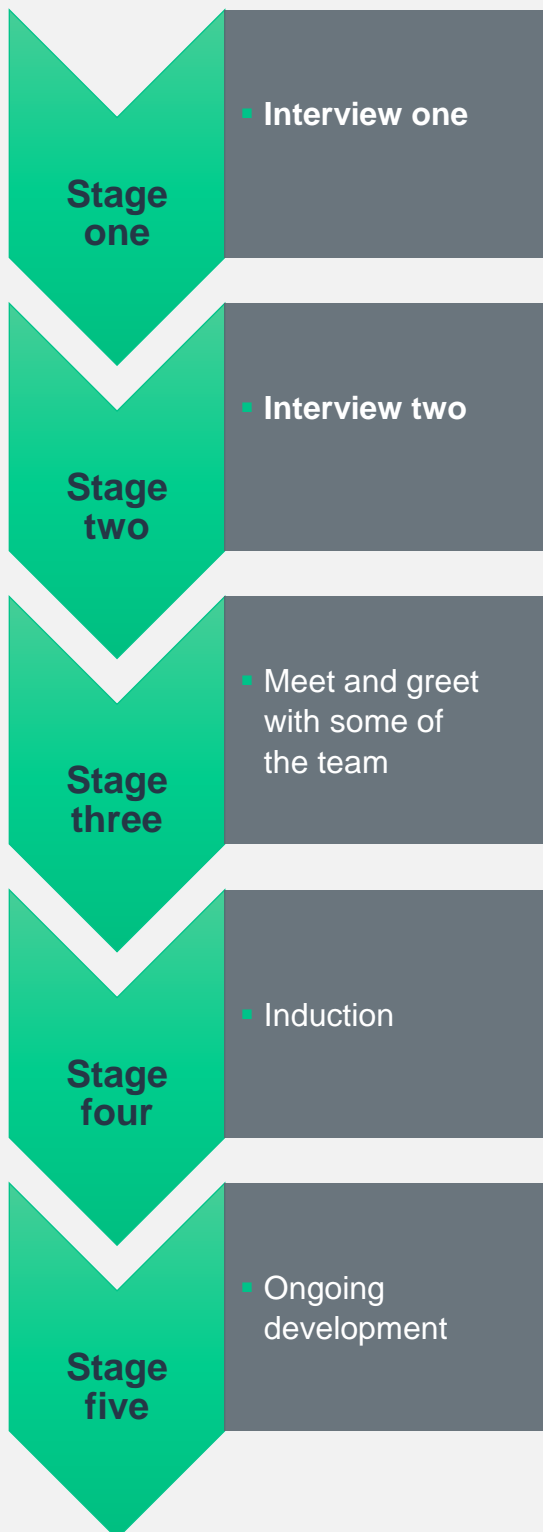 Stage
one
Interview one
Stage
two
Interview two
Stage
three
Meet and greet
with some of
the team
Stage
four
Induction
Stage
five
Ongoing
development